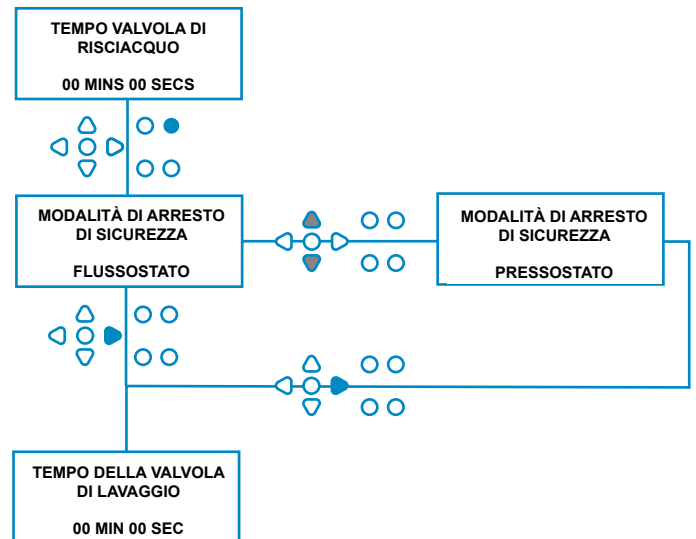 TEMPO VALVOLA DI
RISCIACQUO
00 MINS 00 SECS
MODALITÀ DI ARRESTO
DI SICUREZZA
FLUSSOSTATO
MODALITÀ DI ARRESTO
DI SICUREZZA
PRESSOSTATO
TEMPO DELLA VALVOLA
DI LAVAGGIO
00 MIN 00 SEC